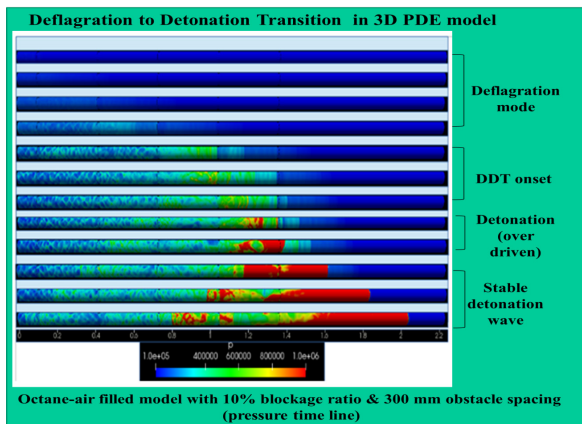 Deflagration to Detonation Transition in 3D PDE model
Deflagration
mode
DDT onset
Detonation
(over
driven)
Stable
detonation
wave
0 0.2 0.4 0.6 0.8 1 1.2 1.4 1.6 1.8 2 2.2
p
1.0e+05 400000 600000 800000 1.0e+06
Octane-air filled model with 10% blockage ratio & 300 mm obstacle spacing
(pressure time line)